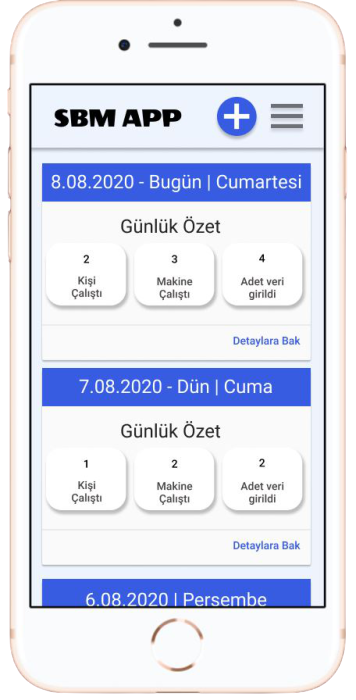 SBM APP
8.08.2020 - Bugün | Cumartesi
Günlük Özet
2
Kişi
Çalıştı
3
Makine
Çalıştı
4
Adet veri
girildi
Detaylara Bak
7.08.2020 - Dün | Cuma
Günlük Özet
1
Kişi
Çalıştı
2
Makine
Çalıştı
2
Adet veri
girildi
Detaylara Bak
6.08.2020 | Perşembe